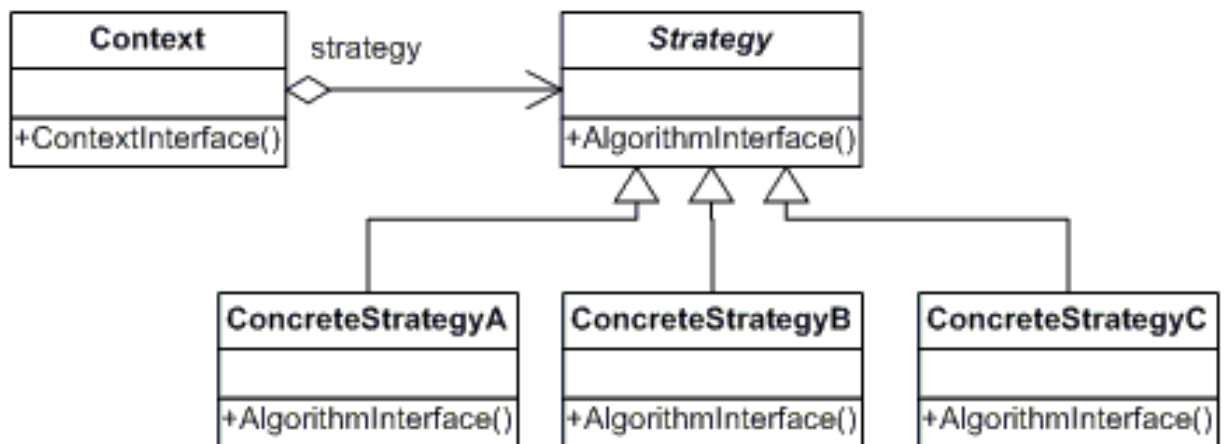 Context
strategy
Strategy
+ContextInterface()
+AlgorithmInterface()
ConcreteStrategyA
ConcreteStrategyB
ConcreteStrategyC
+AlgorithmInterface()
+AlgorithmInterface()
+AlgorithmInterface()